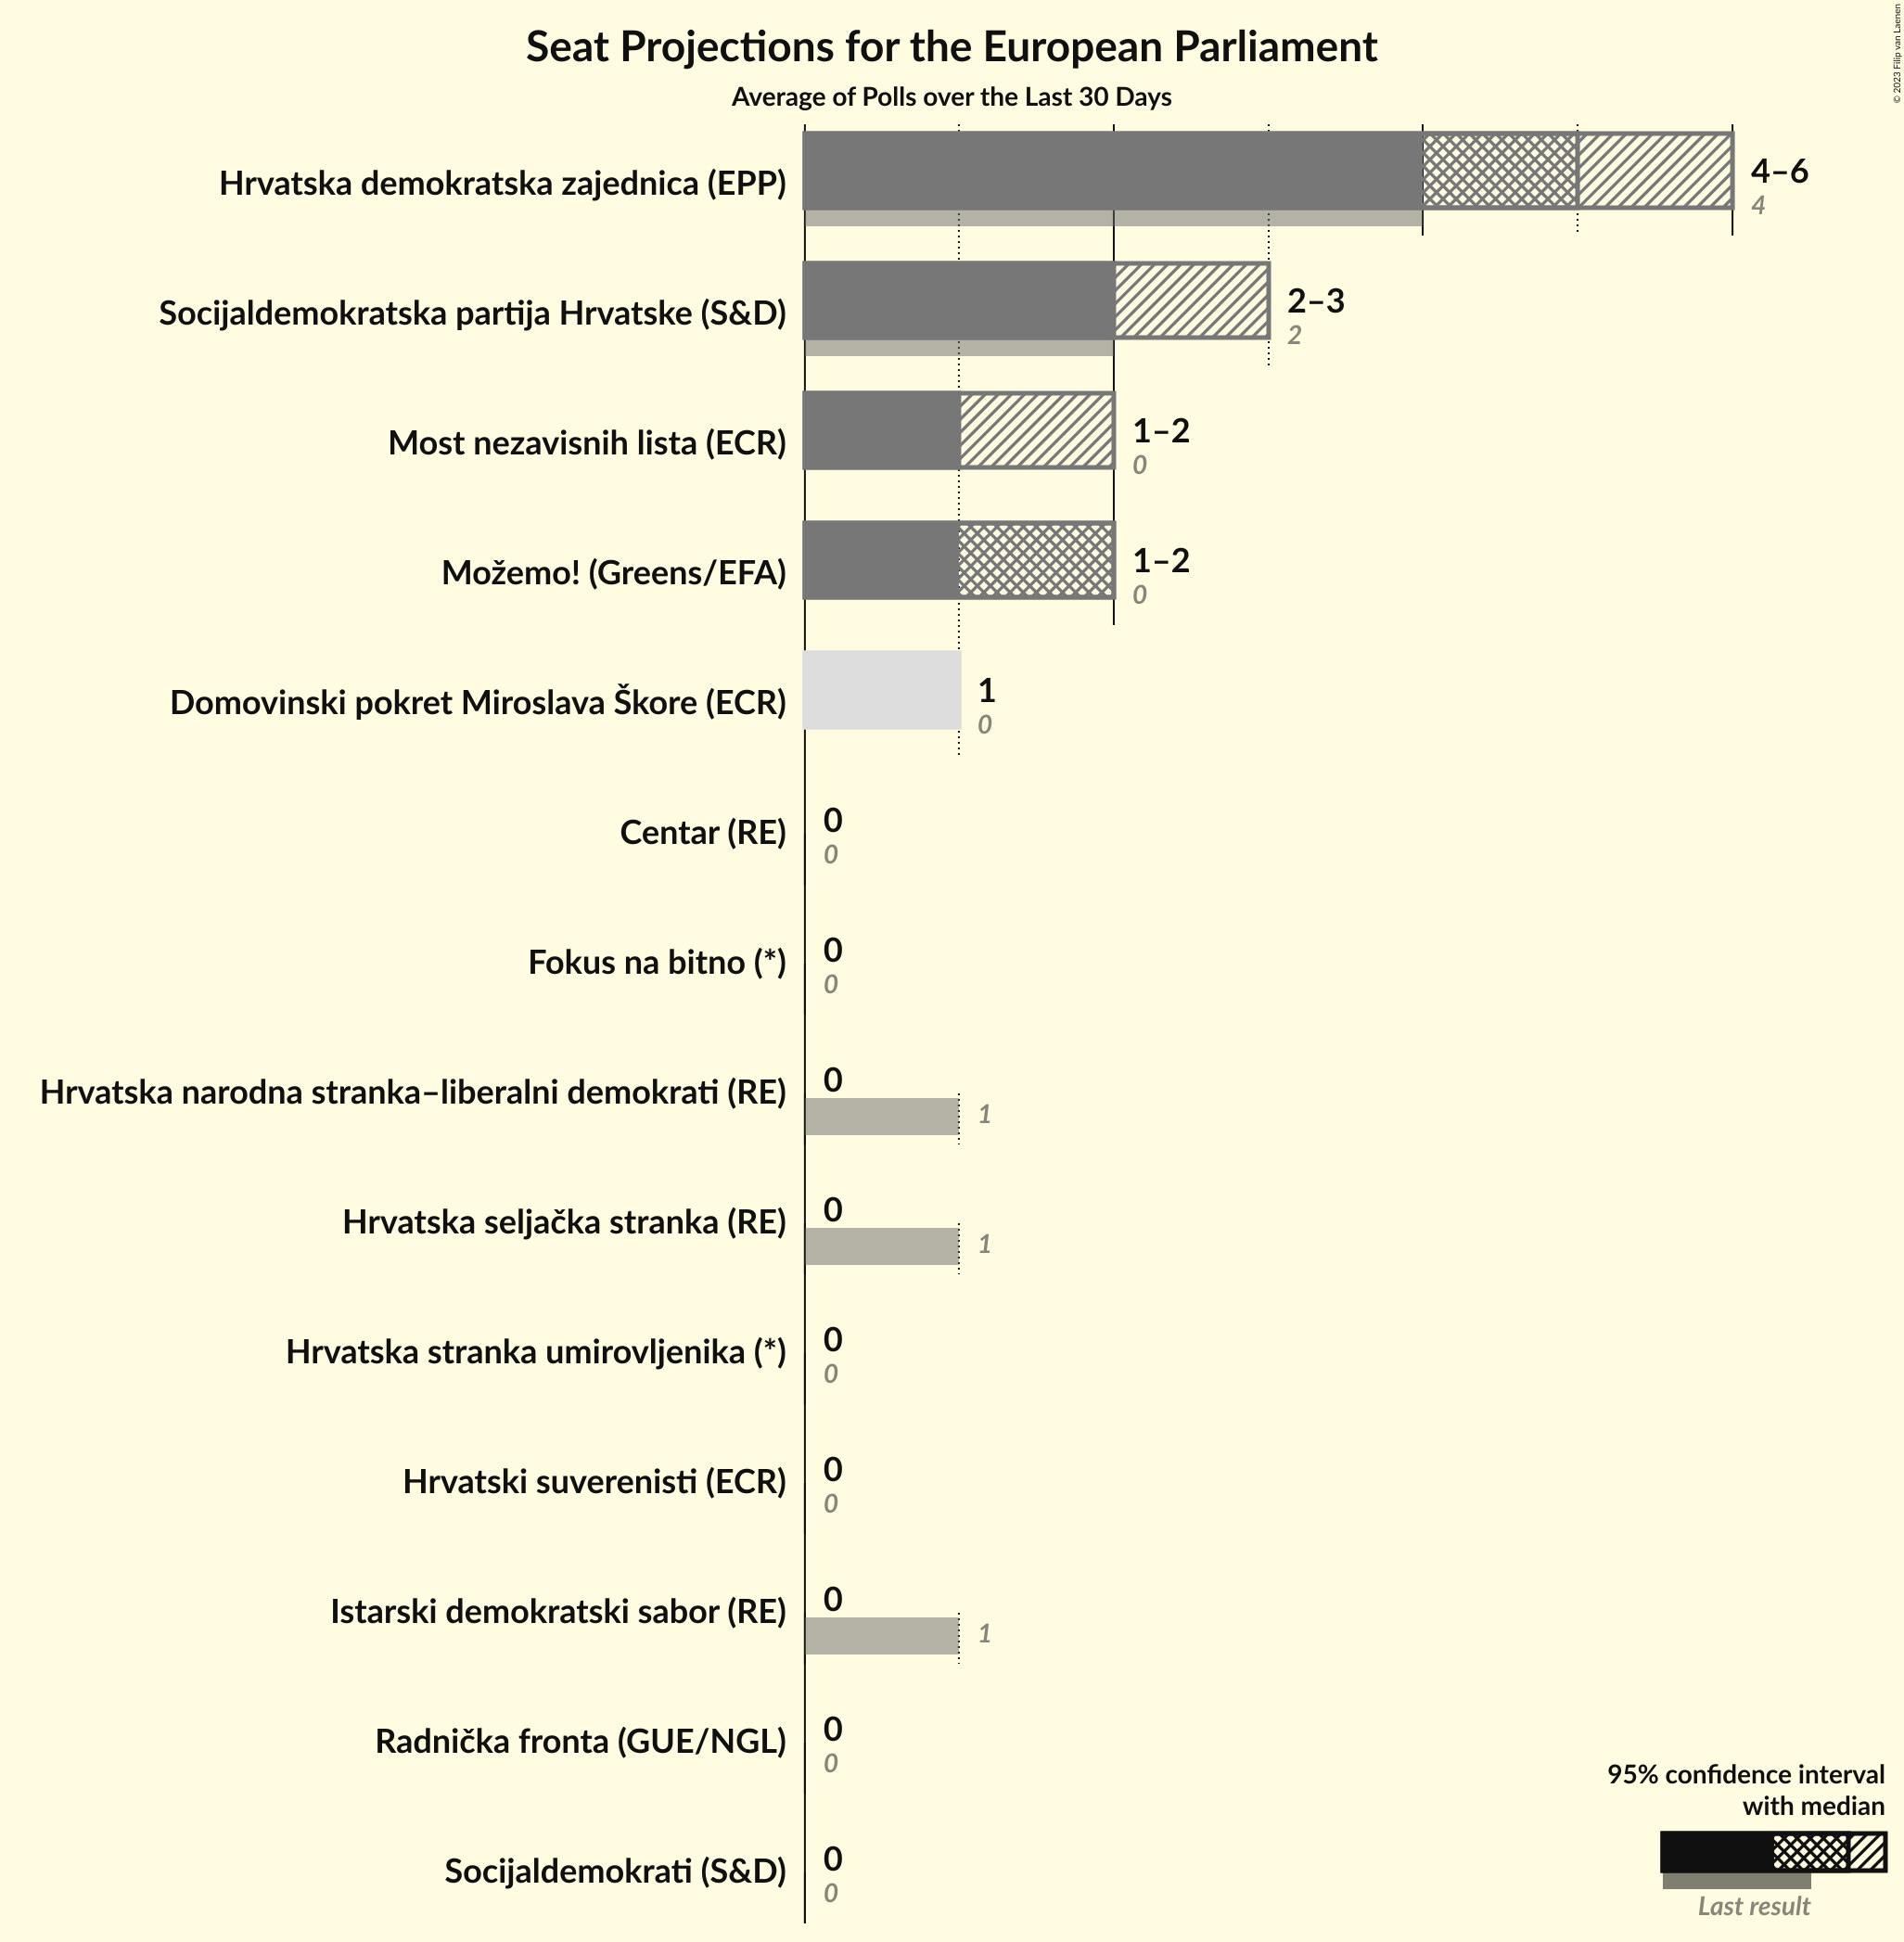 Seat Projections for the European Parliament
Average of Polls over the Last 30 Days
© 2023 Filip van Laenen
Hrvatska demokratska zajednica (EPP)
4–6
4
Socijaldemokratska partija Hrvatske (S&D)
2–3
2
Most nezavisnih lista (ECR)
1–2
0
Možemo! (Greens/EFA)
1–2
0
Domovinski pokret Miroslava Škore (ECR)
1
0
Centar (RE)
0
0
Fokus na bitno (*)
0
0
Hrvatska narodna stranka–liberalni demokrati (RE)
0
1
Hrvatska seljačka stranka (RE)
0
1
Hrvatska stranka umirovljenika (*)
0
0
Hrvatski suverenisti (ECR)
0
0
Istarski demokratski sabor (RE)
0
1
Radnička fronta (GUE/NGL)
0
0
Socijaldemokrati (S&D)
0
0
95% confidence interval
with median
Last result